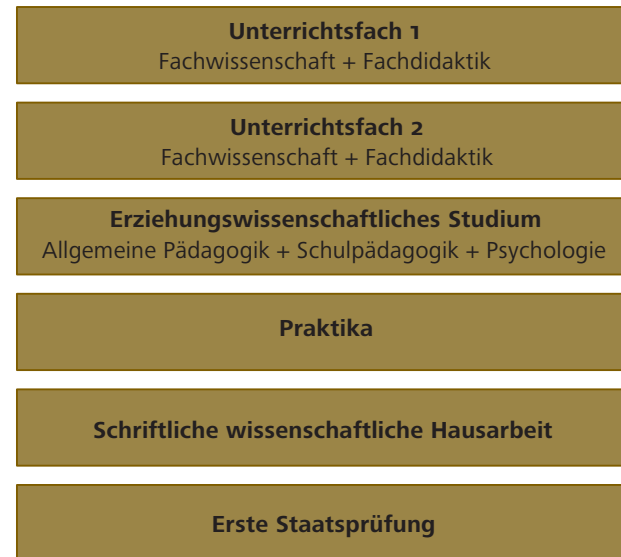 Unterrichtsfach 1
Fachwissenschaft + Fachdidaktik
Unterrichtsfach 2
Fachwissenschaft + Fachdidaktik
Erziehungswissenschaftliches Studium
Allgemeine Pädagogik + Schulpädagogik + Psychologie
Praktika
Schriftliche wissenschaftliche Hausarbeit
Erste Staatsprüfung